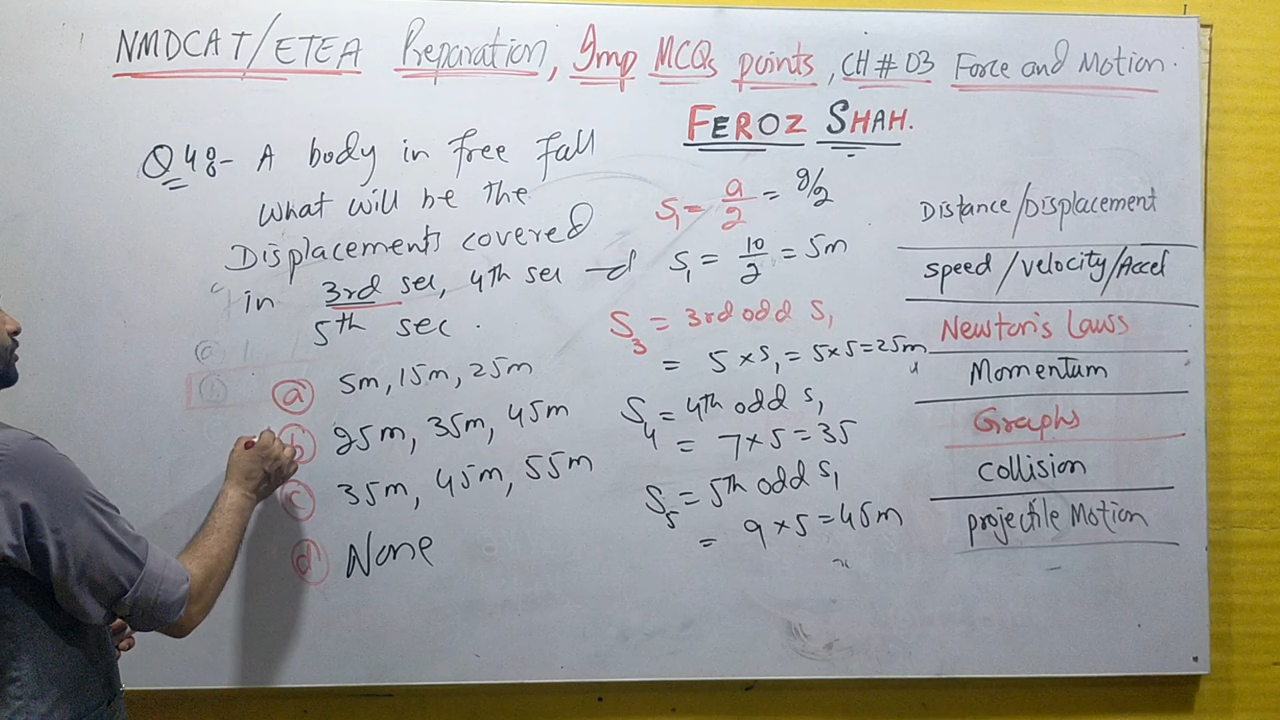 NMDCAT/ETEA Preparation, Imp MCQs points, CH # 03 Force and Motion.
FEROZ SHAH.
Q48- A body in free fall
what will be the
Displacements covered
in 3rd sec, 4th sec
5th sec.
(a) 5m, 15m, 25m
(b) 25m, 35m, 45m
(c) 35m, 45m, 55m
(d) None
S₁ = a/2 = g/2
S₁ = 10/2 = 5m
S₃ = 3rd odd S₁
= 5 × S₁ = 5×5=25m
S₄ = 4th odd S₁
= 7×5=35
S₅ = 5th odd S₁
= 9×5=45m
Distance/Displacement
speed/velocity/Accel
Newton's Laws
Momentum
Graphs
collision
projectile Motion